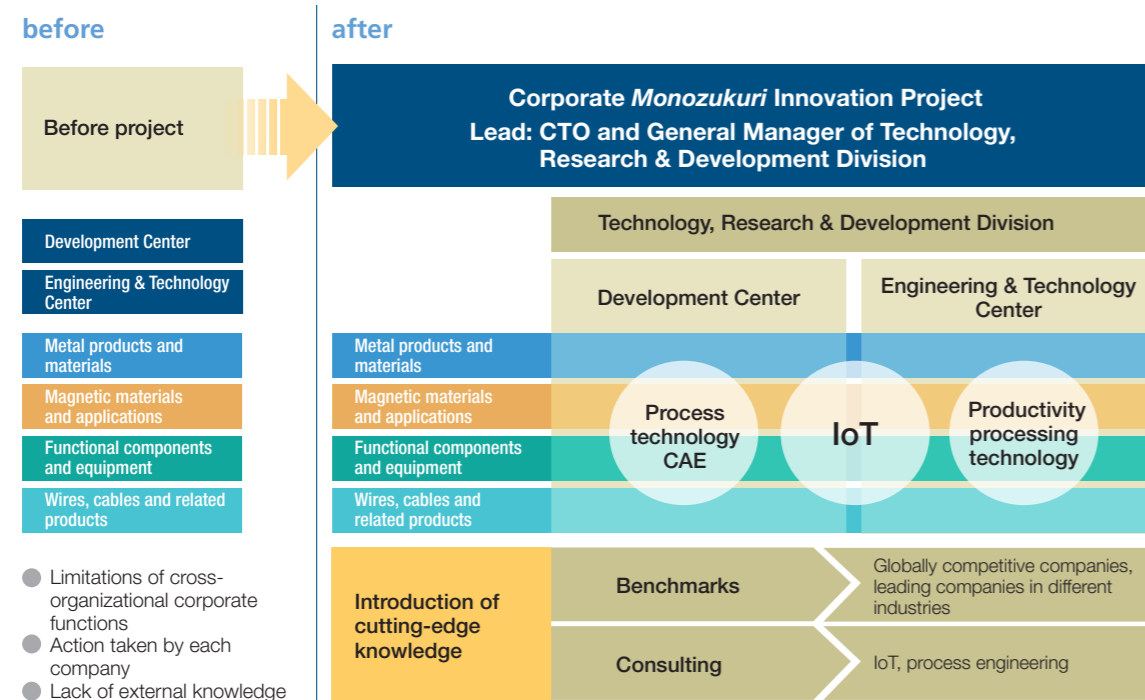 before
Before project
Development Center
Engineering & Technology
Center
Metal products and
materials
Magnetic materials
and applications
Functional components
and equipment
Wires, cables and related
products
Limitations of cross-
organizational corporate
functions
Action taken by each
company
Lack of external knowledge
after
Corporate Monozukuri Innovation Project
Lead: CTO and General Manager of Technology,
Research & Development Division
Technology, Research & Development Division
Development Center
Engineering & Technology
Center
Metal products and
materials
Magnetic materials
and applications
Functional components
and equipment
Wires, cables and
related products
Process
technology
CAE
IoT
Productivity
processing
technology
Introduction of
cutting-edge
knowledge
Benchmarks
Globally competitive companies,
leading companies in different
industries
Consulting
IoT, process engineering